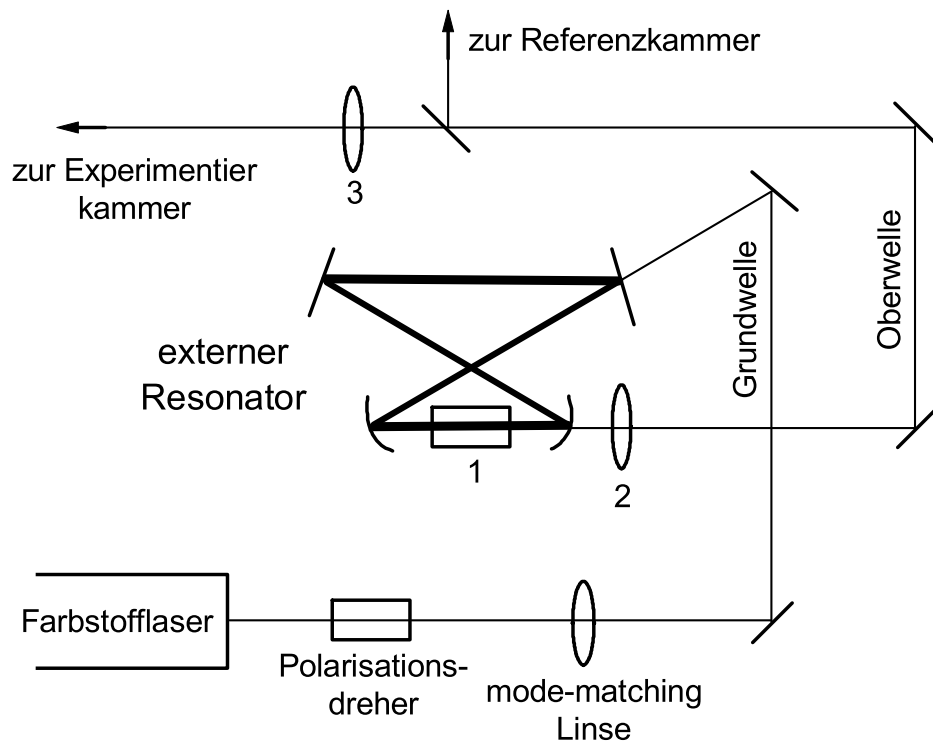 zur Referenzkammer
zur Experimentier
kammer
3
Grundwelle
Oberwelle
externer
Resonator
1
2
Farbstofflaser
Polarisations-
dreher
mode-matching
Linse